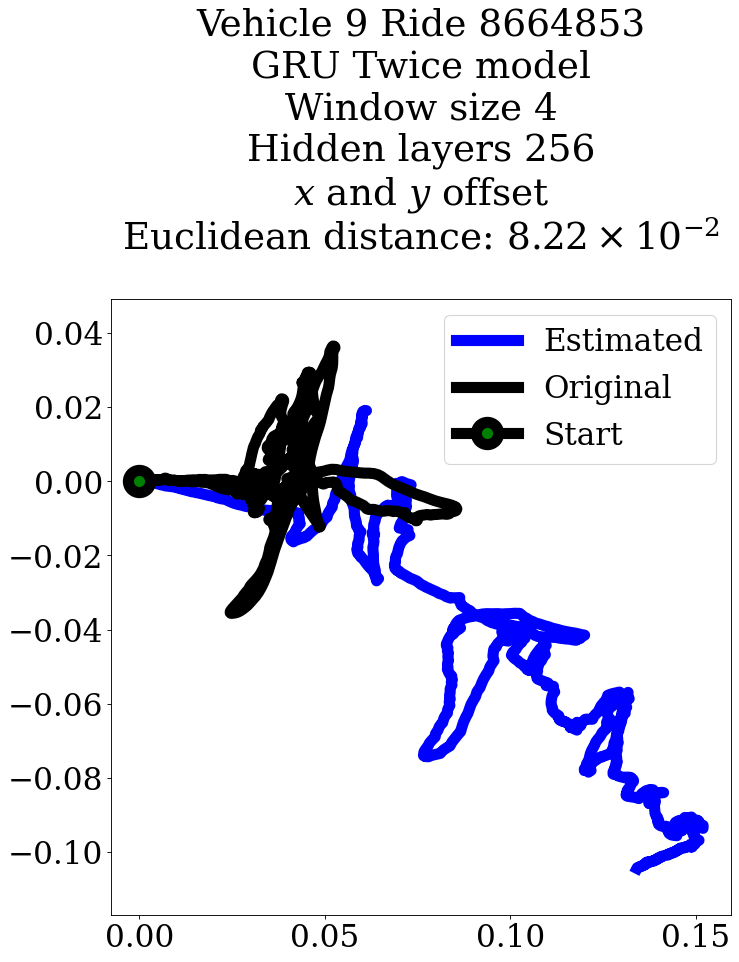 Vehicle 9 Ride 8664853
GRU Twice model
Window size 4
Hidden layers 256
x and y offset
Euclidean distance: 8.22 × 10⁻²
Estimated
Original
Start
0.04
0.02
0.00
−0.02
−0.04
−0.06
−0.08
−0.10
0.00 0.05 0.10 0.15